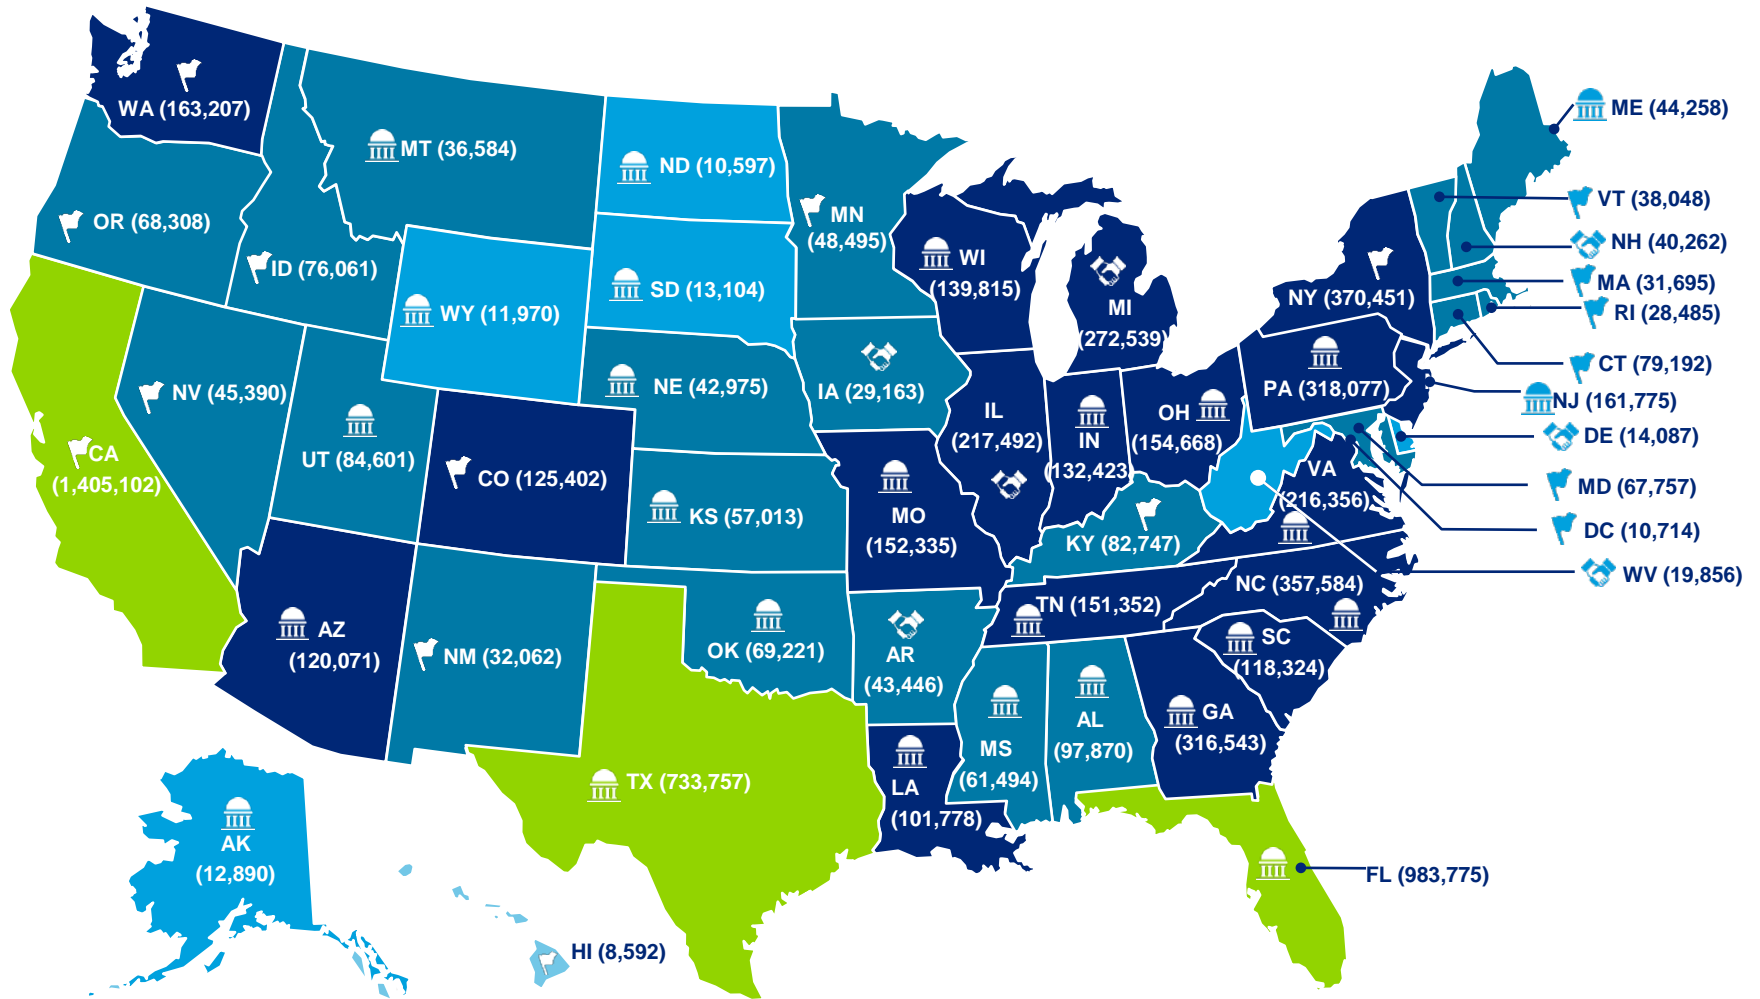 WA (163,207)
MT (36,584)
ND (10,597)
ME (44,258)
OR (68,308)
MN
(48,495)
VT (38,048)
ID (76,061)
SD (13,104)
WI
(139,815)
NH (40,262)
WY (11,970)
MI
(272,539)
NY (370,451)
MA (31,695)
RI (28,485)
NV (45,390)
NE (42,975)
IA (29,163)
PA (318,077)
CT (79,192)
NJ (161,775)
UT (84,601)
IL
(217,492)
IN
(132,423)
OH
(154,668)
DE (14,087)
CA
(1,405,102)
CO (125,402)
VA
(216,356)
MD (67,757)
KS (57,013)
MO
(152,335)
KY (82,747)
DC (10,714)
WV (19,856)
NC (357,584)
TN (151,352)
AZ
(120,071)
NM (32,062)
OK (69,221)
AR
(43,446)
SC
(118,324)
MS
(61,494)
AL
(97,870)
GA
(316,543)
TX (733,757)
LA
(101,778)
AK
(12,890)
FL (983,775)
HI (8,592)